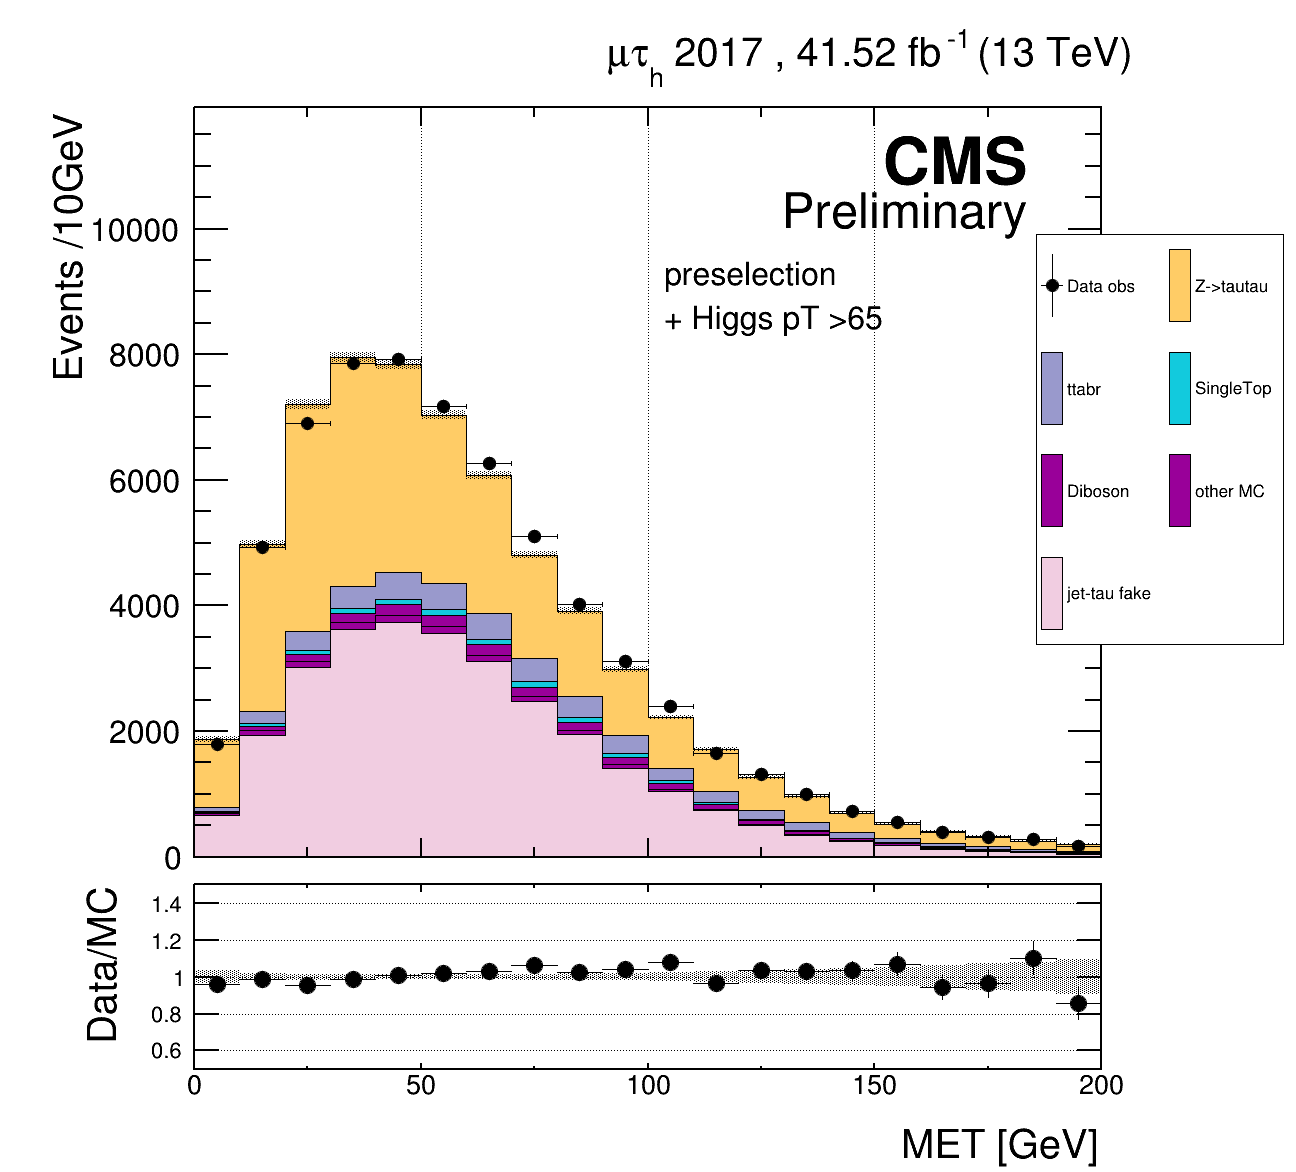 μτh 2017 , 41.52 fb-1 (13 TeV)
Events /10GeV
CMS
Preliminary
preselection
+ Higgs pT >65
10000
8000
6000
4000
2000
0
Data obs
Z->tautau
ttabr
SingleTop
Diboson
other MC
jet-tau fake
Data/MC
1.4
1.2
1
0.8
0.6
0 50 100 150 200
MET [GeV]